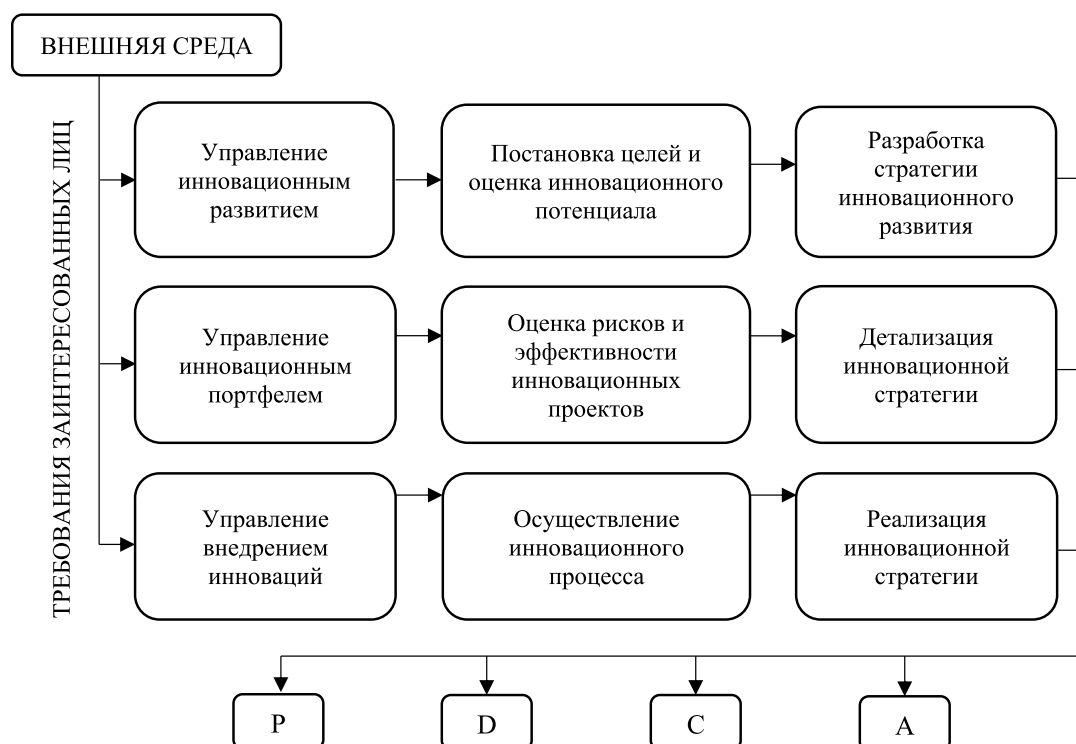 ВНЕШНЯЯ СРЕДА
ТРЕБОВАНИЯ ЗАИНТЕРЕСОВАННЫХ ЛИЦ
Управление
инновационным
развитием
Постановка целей и
оценка инновационного
потенциала
Разработка
стратегии
инновационного
развития
Управление
инновационным
портфелем
Оценка рисков и
эффективности
инновационных
проектов
Детализация
инновационной
стратегии
Управление
внедрением
инноваций
Осуществление
инновационного
процесса
Реализация
инновационной
стратегии
P
D
C
A